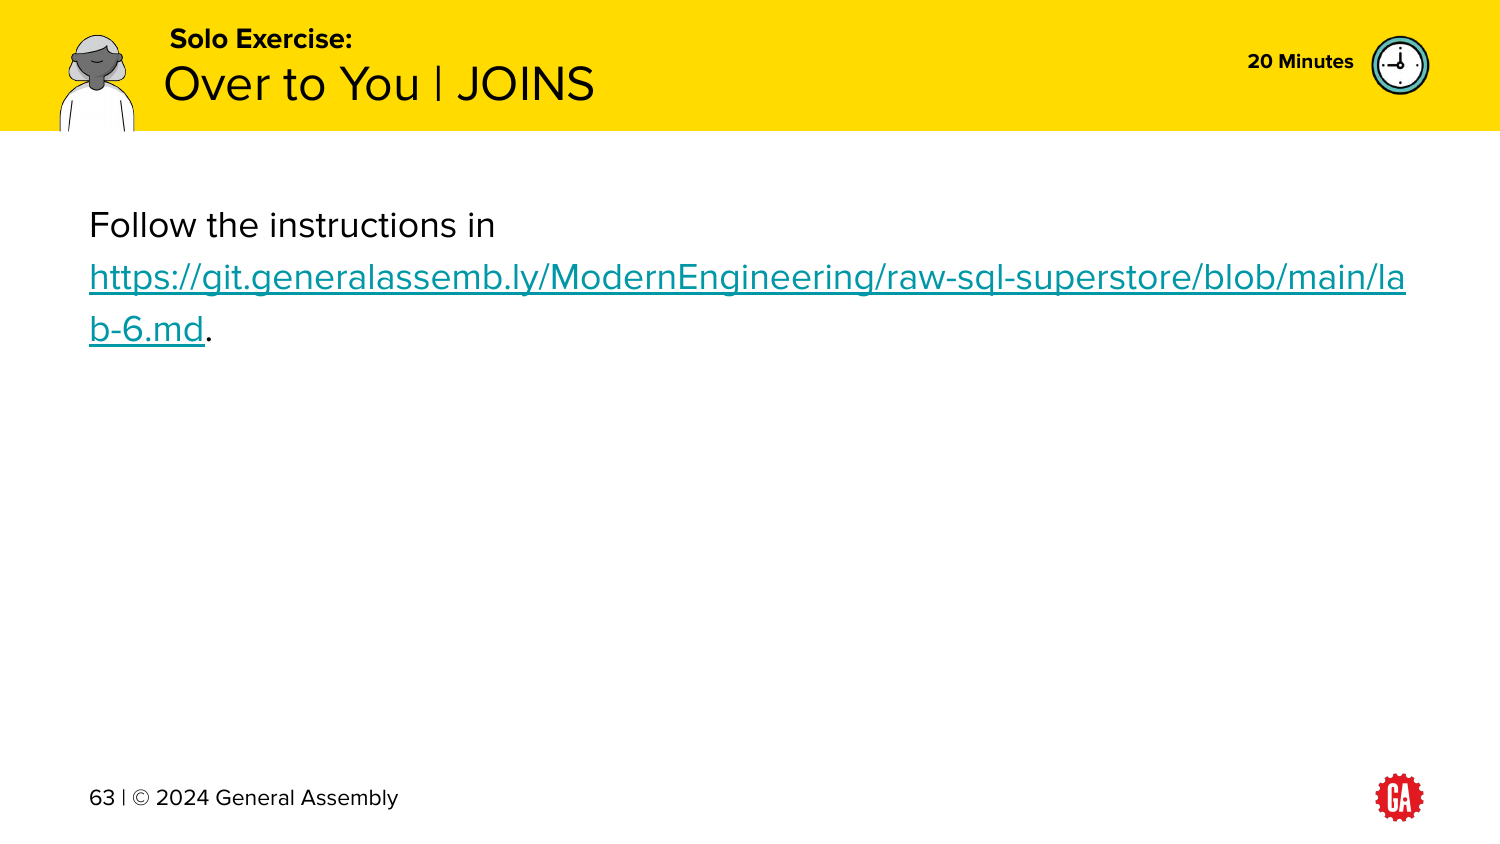 Solo Exercise:
Over to You | JOINS
20 Minutes
Follow the instructions in
https://git.generalassemb.ly/ModernEngineering/raw-sql-superstore/blob/main/la
b-6.md.
63 | © 2024 General Assembly
GA